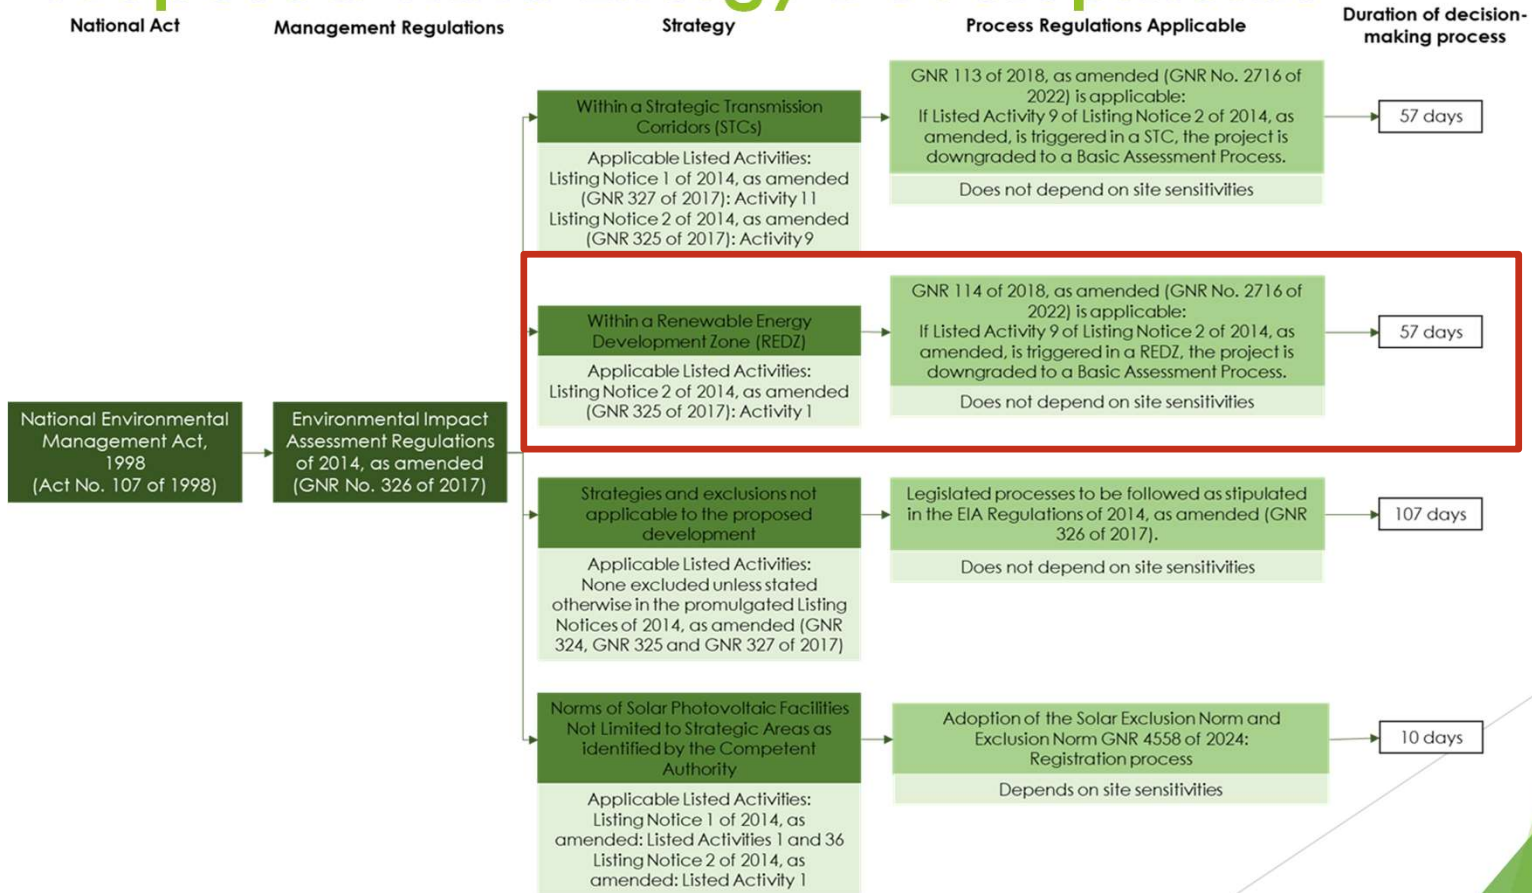 National Act
Management Regulations
Strategy
Process Regulations Applicable
Duration of decision-
making process
Within a Strategic Transmission
Corridors (STCs)
Applicable Listed Activities:
Listing Notice 1 of 2014, as amended
(GNR 327 of 2017): Activity 11
Listing Notice 2 of 2014, as amended
(GNR 325 of 2017): Activity 9
GNR 113 of 2018, as amended (GNR No. 2716 of
2022) is applicable:
If Listed Activity 9 of Listing Notice 2 of 2014, as
amended, is triggered in a STC, the project is
downgraded to a Basic Assessment Process.
Does not depend on site sensitivities
57 days
Within a Renewable Energy
Development Zone (REDZ)
Applicable Listed Activities:
Listing Notice 2 of 2014, as amended
(GNR 325 of 2017): Activity 1
GNR 114 of 2018, as amended (GNR No. 2716 of
2022) is applicable:
If Listed Activity 9 of Listing Notice 2 of 2014, as
amended, is triggered in a REDZ, the project is
downgraded to a Basic Assessment Process.
Does not depend on site sensitivities
57 days
National Environmental
Management Act,
1998
(Act No. 107 of 1998)
Environmental Impact
Assessment Regulations
of 2014, as amended
(GNR No. 326 of 2017)
Strategies and exclusions not
applicable to the proposed
development
Applicable Listed Activities:
None excluded unless stated
otherwise in the promulgated Listing
Notices of 2014, as amended (GNR
324, GNR 325 and GNR 327 of 2017)
Legislated processes to be followed as stipulated
in the EIA Regulations of 2014, as amended (GNR
326 of 2017).
Does not depend on site sensitivities
107 days
Norms of Solar Photovoltaic Facilities
Not Limited to Strategic Areas as
identified by the Competent
Authority
Applicable Listed Activities:
Listing Notice 1 of 2014, as
amended: Listed Activities 1 and 36
Listing Notice 2 of 2014, as
amended: Listed Activity 1
Adoption of the Solar Exclusion Norm and
Exclusion Norm GNR 4558 of 2024:
Registration process
Depends on site sensitivities
10 days